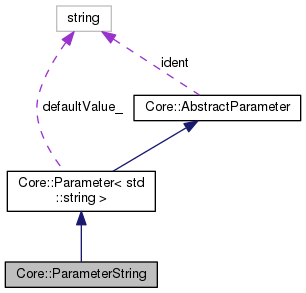 string
ident
defaultValue_
Core::AbstractParameter
Core::Parameter< std
::string >
Core::ParameterString